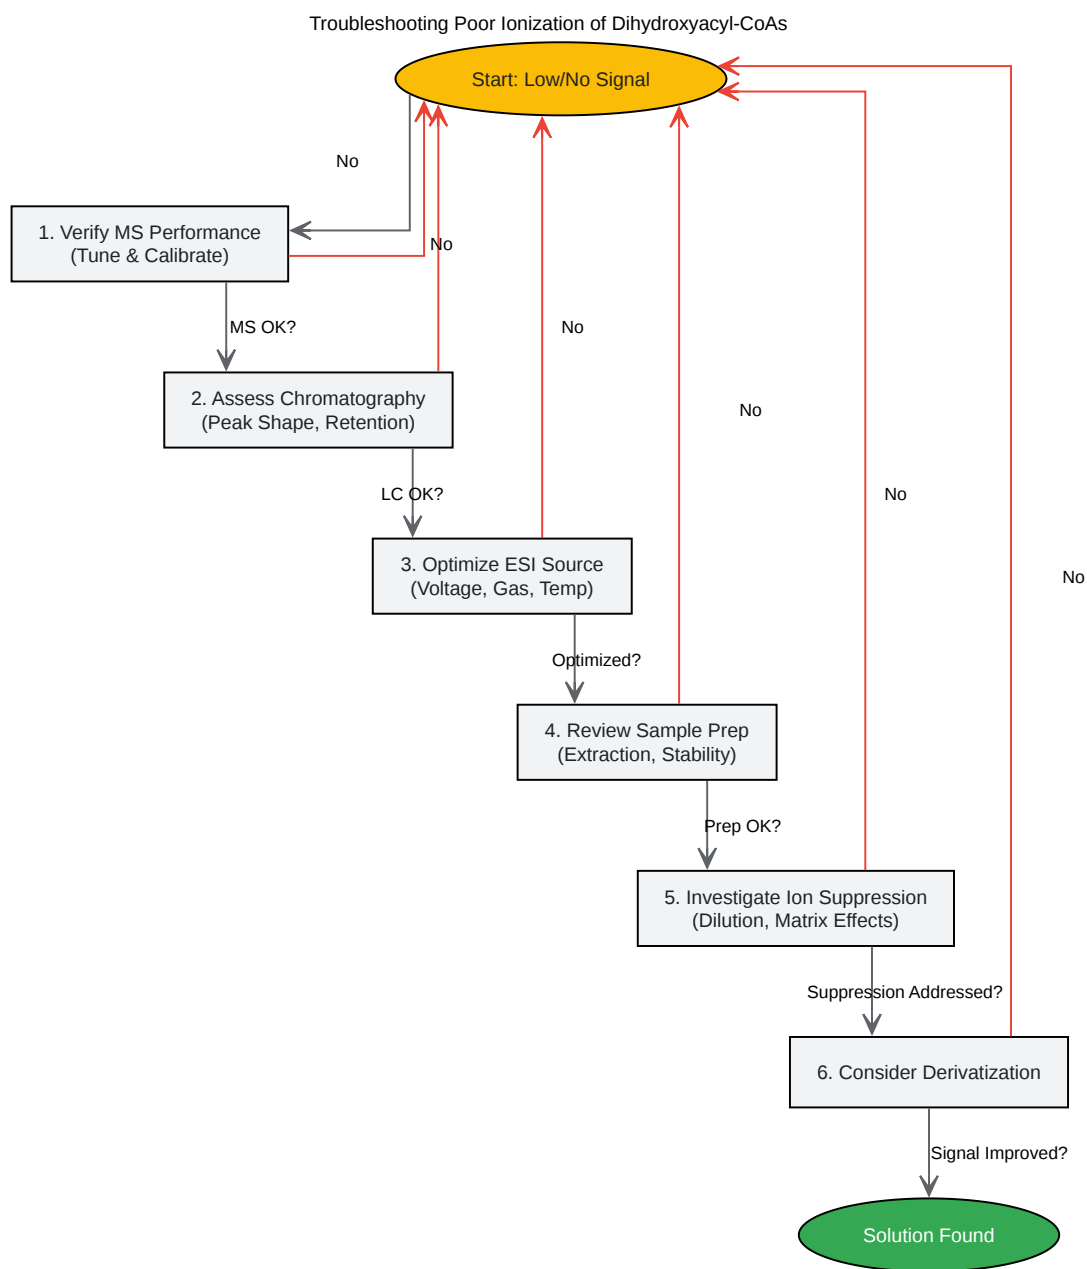 Troubleshooting Poor Ionization of Dihydroxyacyl-CoAs
Start: Low/No Signal
No
1. Verify MS Performance
(Tune & Calibrate)
No
MS OK?
No
2. Assess Chromatography
(Peak Shape, Retention)
No
LC OK?
No
3. Optimize ESI Source
(Voltage, Gas, Temp)
No
Optimized?
4. Review Sample Prep
(Extraction, Stability)
Prep OK?
5. Investigate Ion Suppression
(Dilution, Matrix Effects)
Suppression Addressed?
6. Consider Derivatization
Signal Improved?
Solution Found